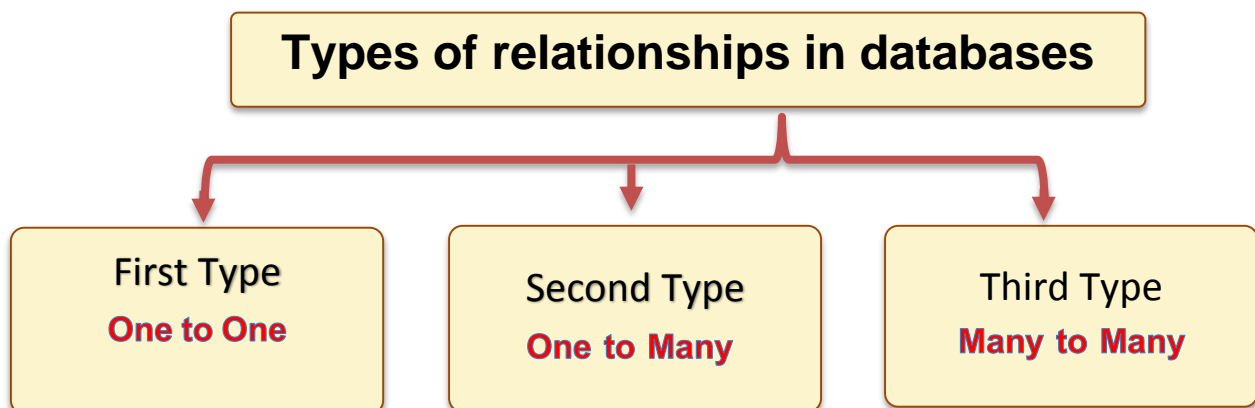 Types of relationships in databases
First Type
One to One
Second Type
One to Many
Third Type
Many to Many